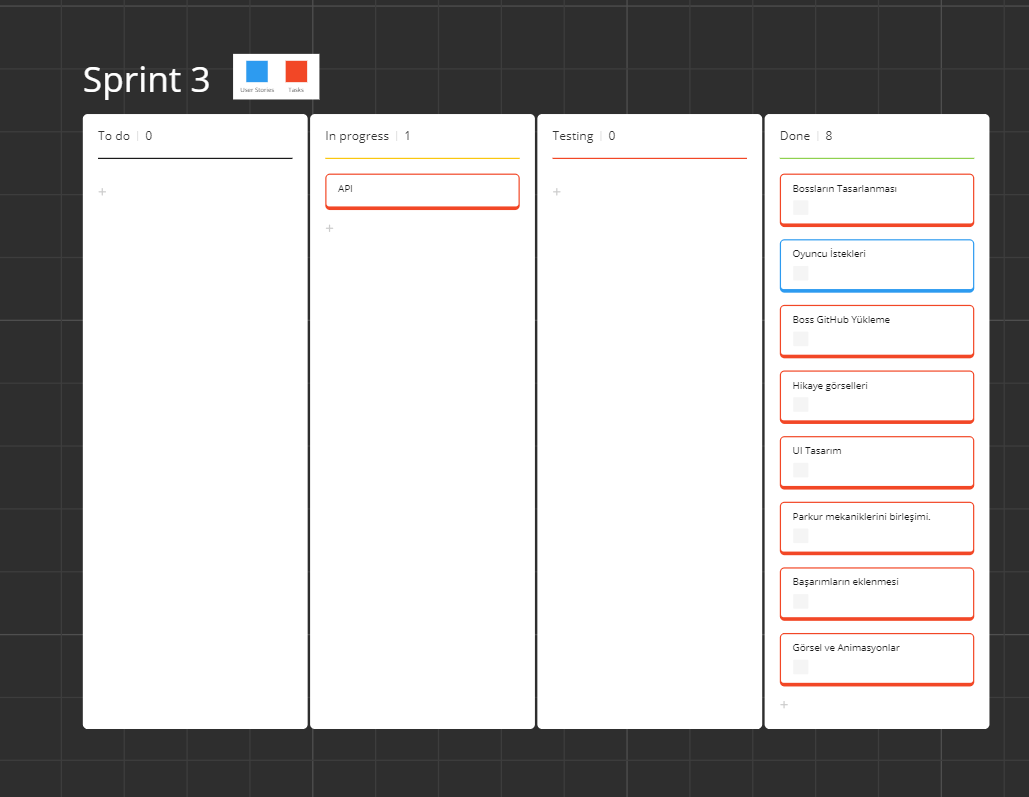 Sprint 3
User Stories
Tasks
To do | 0
In progress | 1
API
Testing | 0
Done | 8
Bossların Tasarlanması
Oyuncu İstekleri
Boss GitHub Yükleme
Hikaye görselleri
UI Tasarım
Parkur mekaniklerini birleşimi.
Başarımların eklenmesi
Görsel ve Animasyonlar